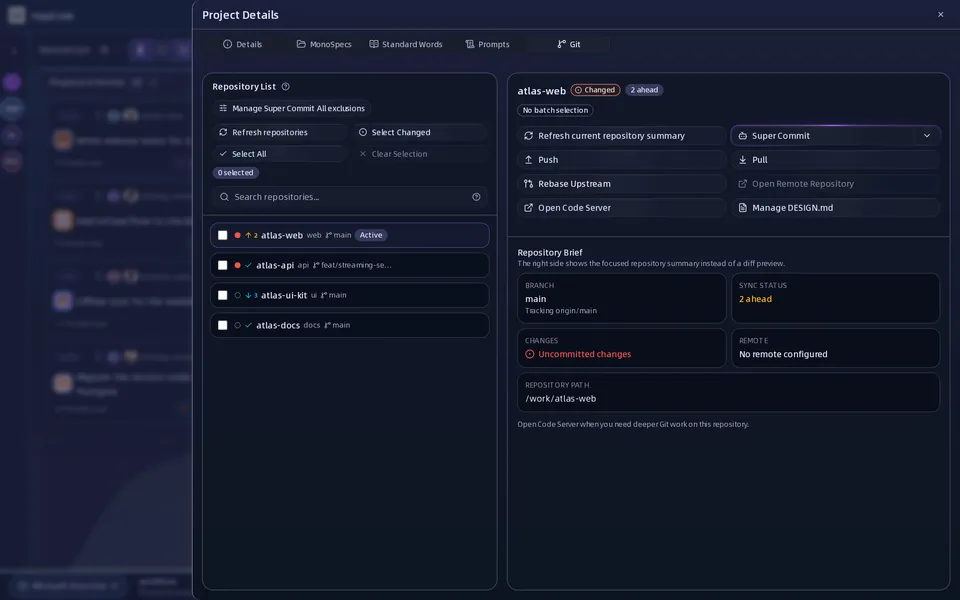 Project Details
Details
MonoSpecs
Standard Words
Prompts
Git
Repository List
Manage Super Commit All exclusions
Refresh repositories
Select Changed
Select All
Clear Selection
0 selected
Search repositories...
2 atlas-web web main Active
atlas-api api feat/streaming-se...
3 atlas-ui-kit ui main
atlas-docs docs main
atlas-web Changed 2 ahead
No batch selection
Refresh current repository summary
Super Commit
Push
Pull
Rebase Upstream
Open Remote Repository
Open Code Server
Manage DESIGN.md
Repository Brief
The right side shows the focused repository summary instead of a diff preview.
BRANCH
main
Tracking origin/main
SYNC STATUS
2 ahead
CHANGES
Uncommitted changes
REMOTE
No remote configured
REPOSITORY PATH
/work/atlas-web
Open Code Server when you need deeper Git work on this repository.